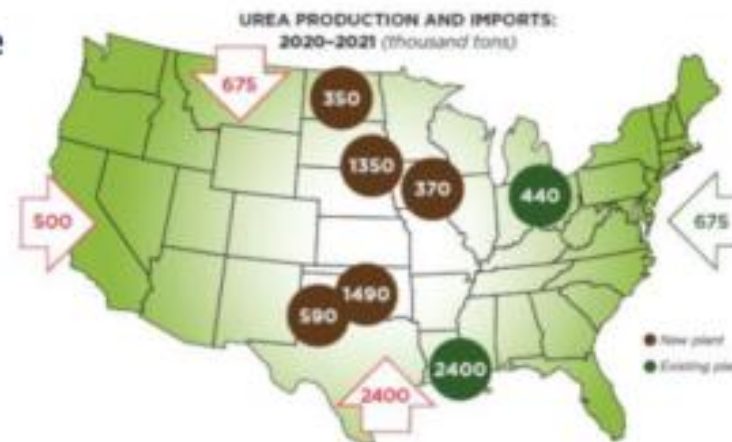 e
UREA PRODUCTION AND IMPORTS:
2020–2021 (thousand tons)
675
350
1350
370
440
500
675
1490
590
2400
2400
New plant
Existing pla